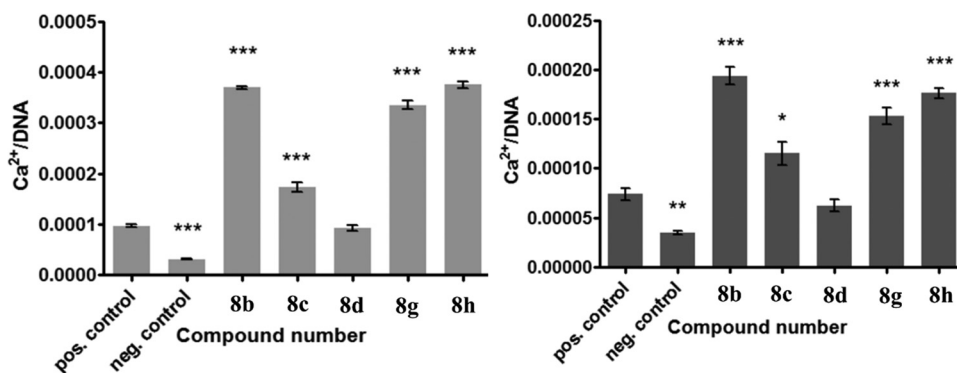 0.0005
0.0004
0.0003
0.0002
0.0001
0.0000
Ca²⁺/DNA
***
***
***
***
***
pos. control
neg. control
8b
8c
8d
8g
8h
Compound number
0.00025
0.00020
0.00015
0.00010
0.00005
0.00000
Ca²⁺/DNA
**
***
*
***
***
pos. control
neg. control
8b
8c
8d
8g
8h
Compound number